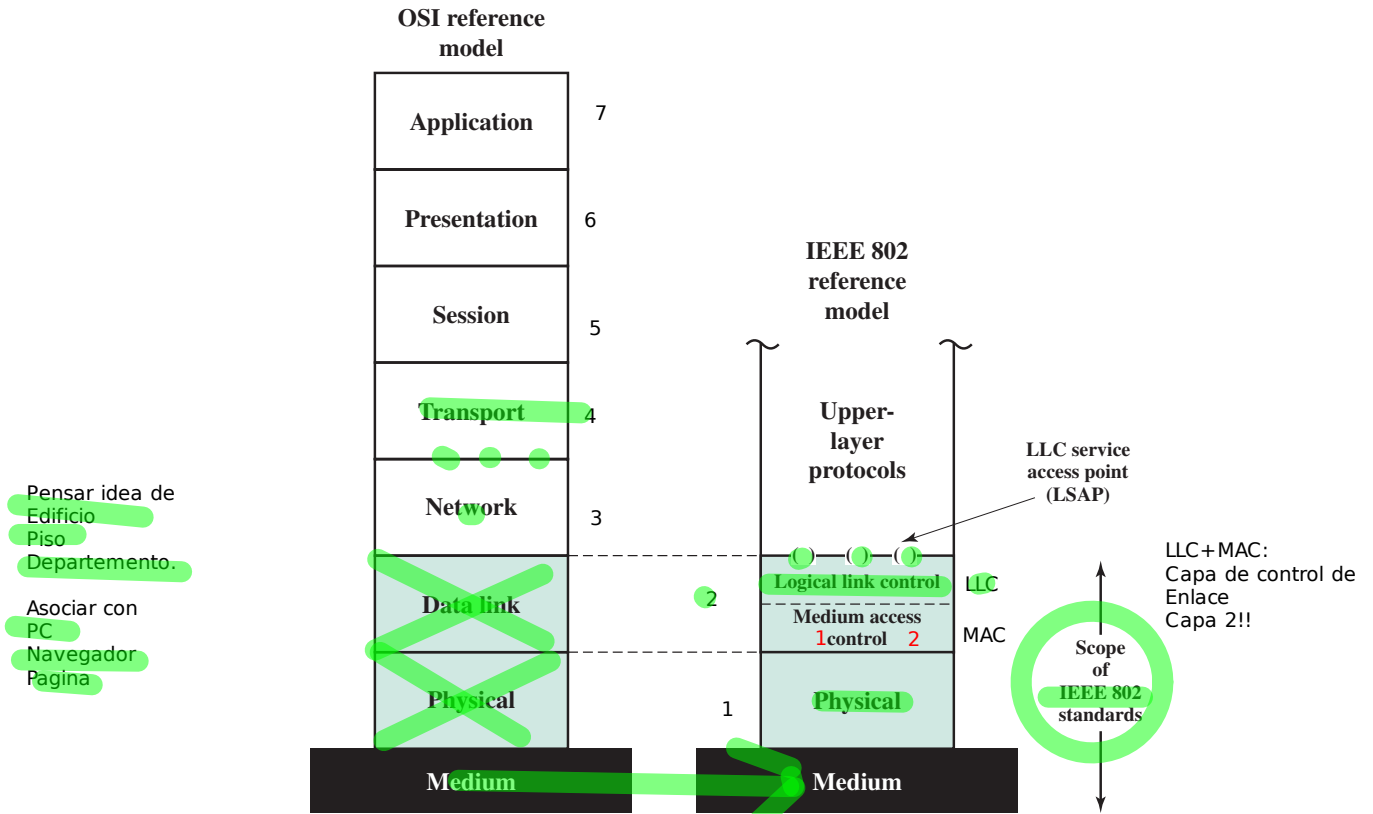 OSI reference
model
Application
7
Presentation
6
Session
5
Transport
4
Network
3
Data link
Physical
Medium
Pensar idea de
Edificio
Piso
Departemento.
Asociar con
PC
Navegador
Pagina
IEEE 802
reference
model
Upper-
layer
protocols
LLC service
access point
(LSAP)
2
Logical link control
LLC
Medium access
1control 2
MAC
1
Physical
Medium
LLC+MAC:
Capa de control de
Enlace
Capa 2!!
Scope
of
IEEE 802
standards